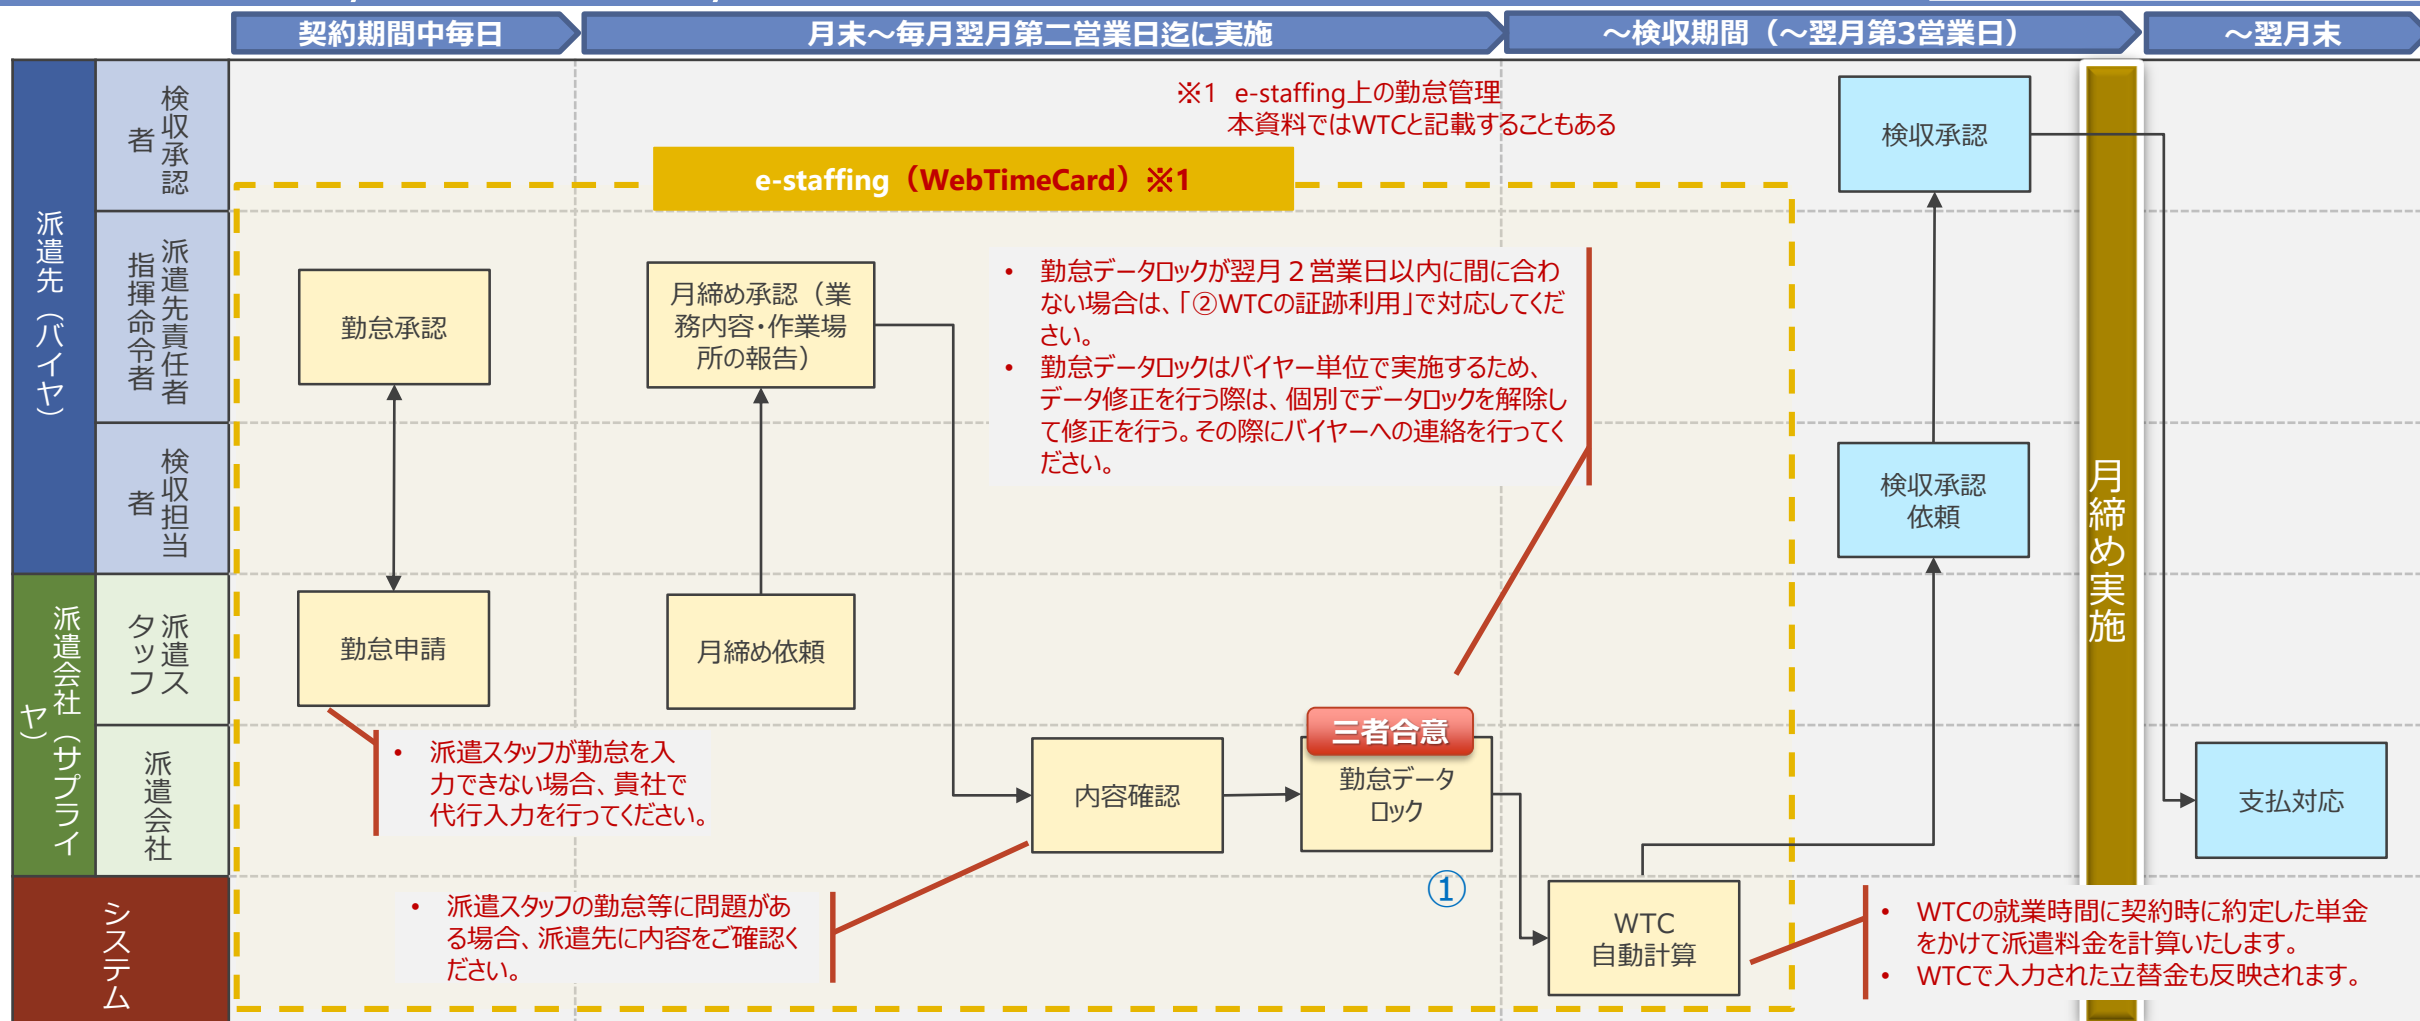 契約期間中毎日
月末～毎月翌月第二営業日迄に実施
～検収期間（～翌月第3営業日）
～翌月末
派遣先（バイヤ）
検収承認
者
派遣先責任者
指揮命令者
検収担当
者
派遣会社（サプライ
ヤ）
派遣ス
タッフ
派遣会社
システム
※1 e-staffing上の勤怠管理
本資料ではWTCと記載することもある
e-staffing（WebTimeCard）※1
勤怠承認
月締め承認（業
務内容・作業場
所の報告）
• 勤怠データロックが翌月２営業日以内に間に合わ
ない場合は、「②WTCの証跡利用」で対応してくだ
さい。
• 勤怠データロックはバイヤー単位で実施するため、
データ修正を行う際は、個別でデータロックを解除し
て修正を行う。その際にバイヤーへの連絡を行ってく
ださい。
検収承認
検収承認
依頼
月締め実施
勤怠申請
月締め依頼
• 派遣スタッフが勤怠を入
力できない場合、貴社で
代行入力を行ってください。
内容確認
三者合意
勤怠データ
ロック
①
支払対応
• 派遣スタッフの勤怠等に問題があ
る場合、派遣先に内容をご確認く
ださい。
WTC
自動計算
• WTCの就業時間に契約時に約定した単金
をかけて派遣料金を計算いたします。
• WTCで入力された立替金も反映されます。